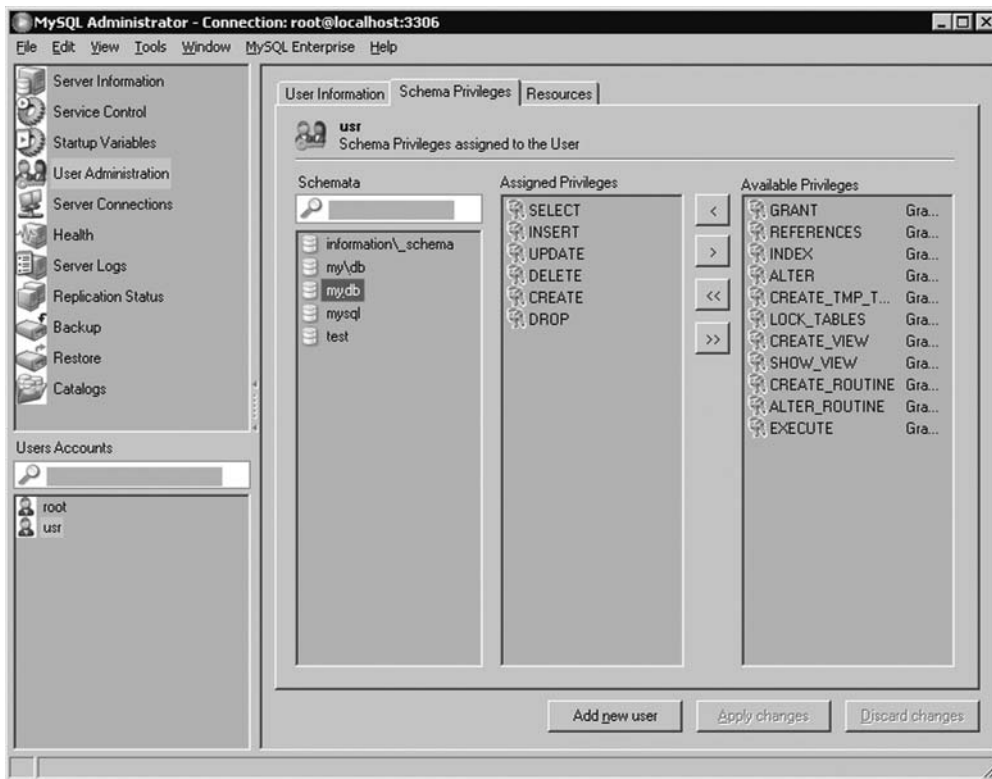 MySQL Administrator - Connection: root@localhost:3306
File Edit View Tools Window MySQL Enterprise Help
Server Information
Service Control
Startup Variables
User Administration
Server Connections
Health
Server Logs
Replication Status
Backup
Restore
Catalogs
Users Accounts
root
usr
User Information Schema Privileges Resources
usr
Schema Privileges assigned to the User
Schemata
information\_schema
my\db
mydb
mysql
test
Assigned Privileges
SELECT
INSERT
UPDATE
DELETE
CREATE
DROP
<
>
<<
>>
Available Privileges
GRANT Gra...
REFERENCES Gra...
INDEX Gra...
ALTER Gra...
CREATE_TMP_T... Gra...
LOCK_TABLES Gra...
CREATE_VIEW Gra...
SHOW_VIEW Gra...
CREATE_ROUTINE Gra...
ALTER_ROUTINE Gra...
EXECUTE Gra...
Add new user Apply changes Discard changes